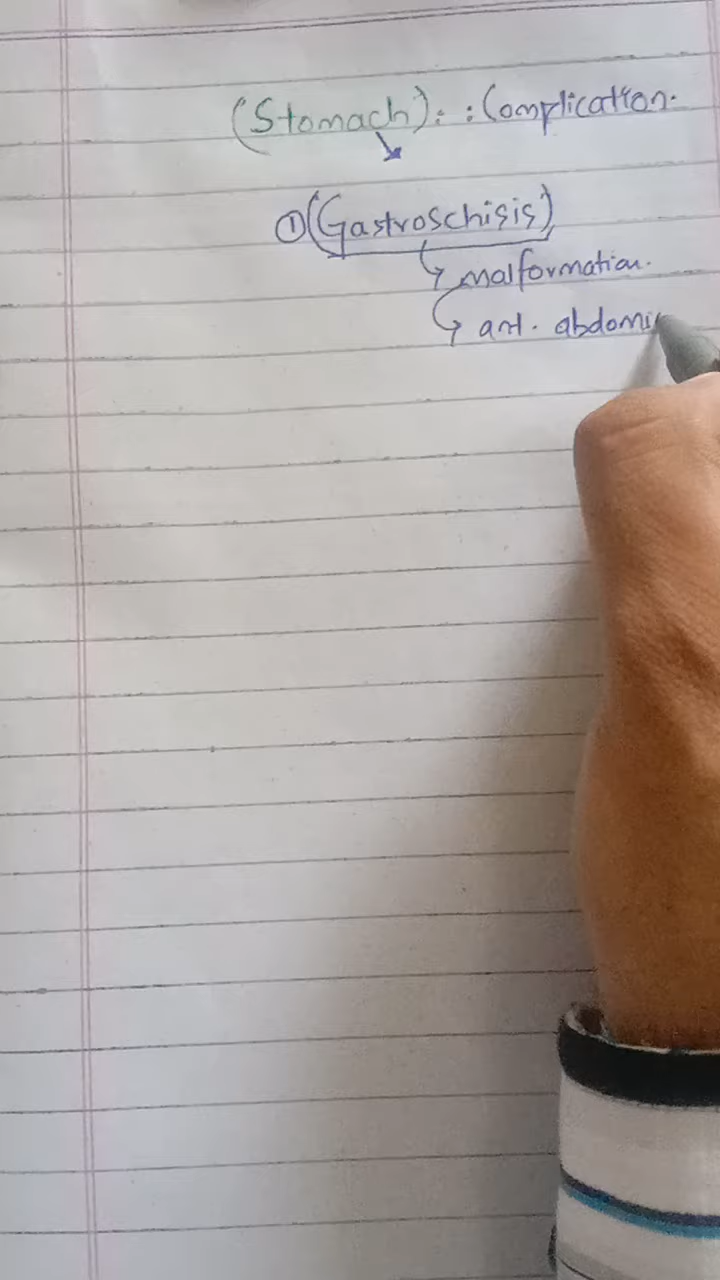 (Stomach): : Complication.
① (Gastroschisis)
malformation.
ant. abdomi